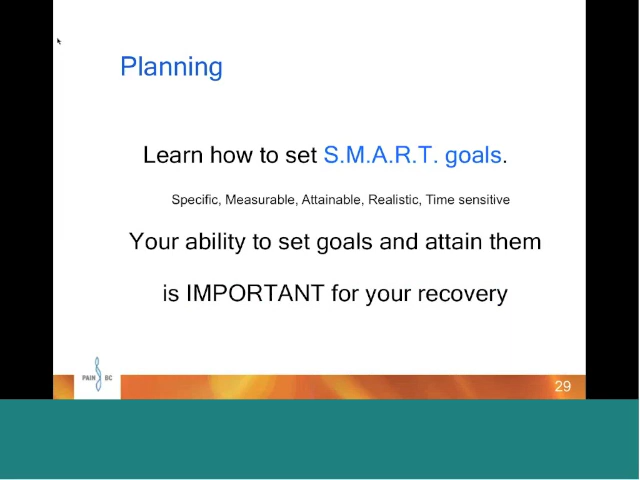 Planning
Learn how to set S.M.A.R.T. goals.
Specific, Measurable, Attainable, Realistic, Time sensitive
Your ability to set goals and attain them
is IMPORTANT for your recovery
PAIN BC
29